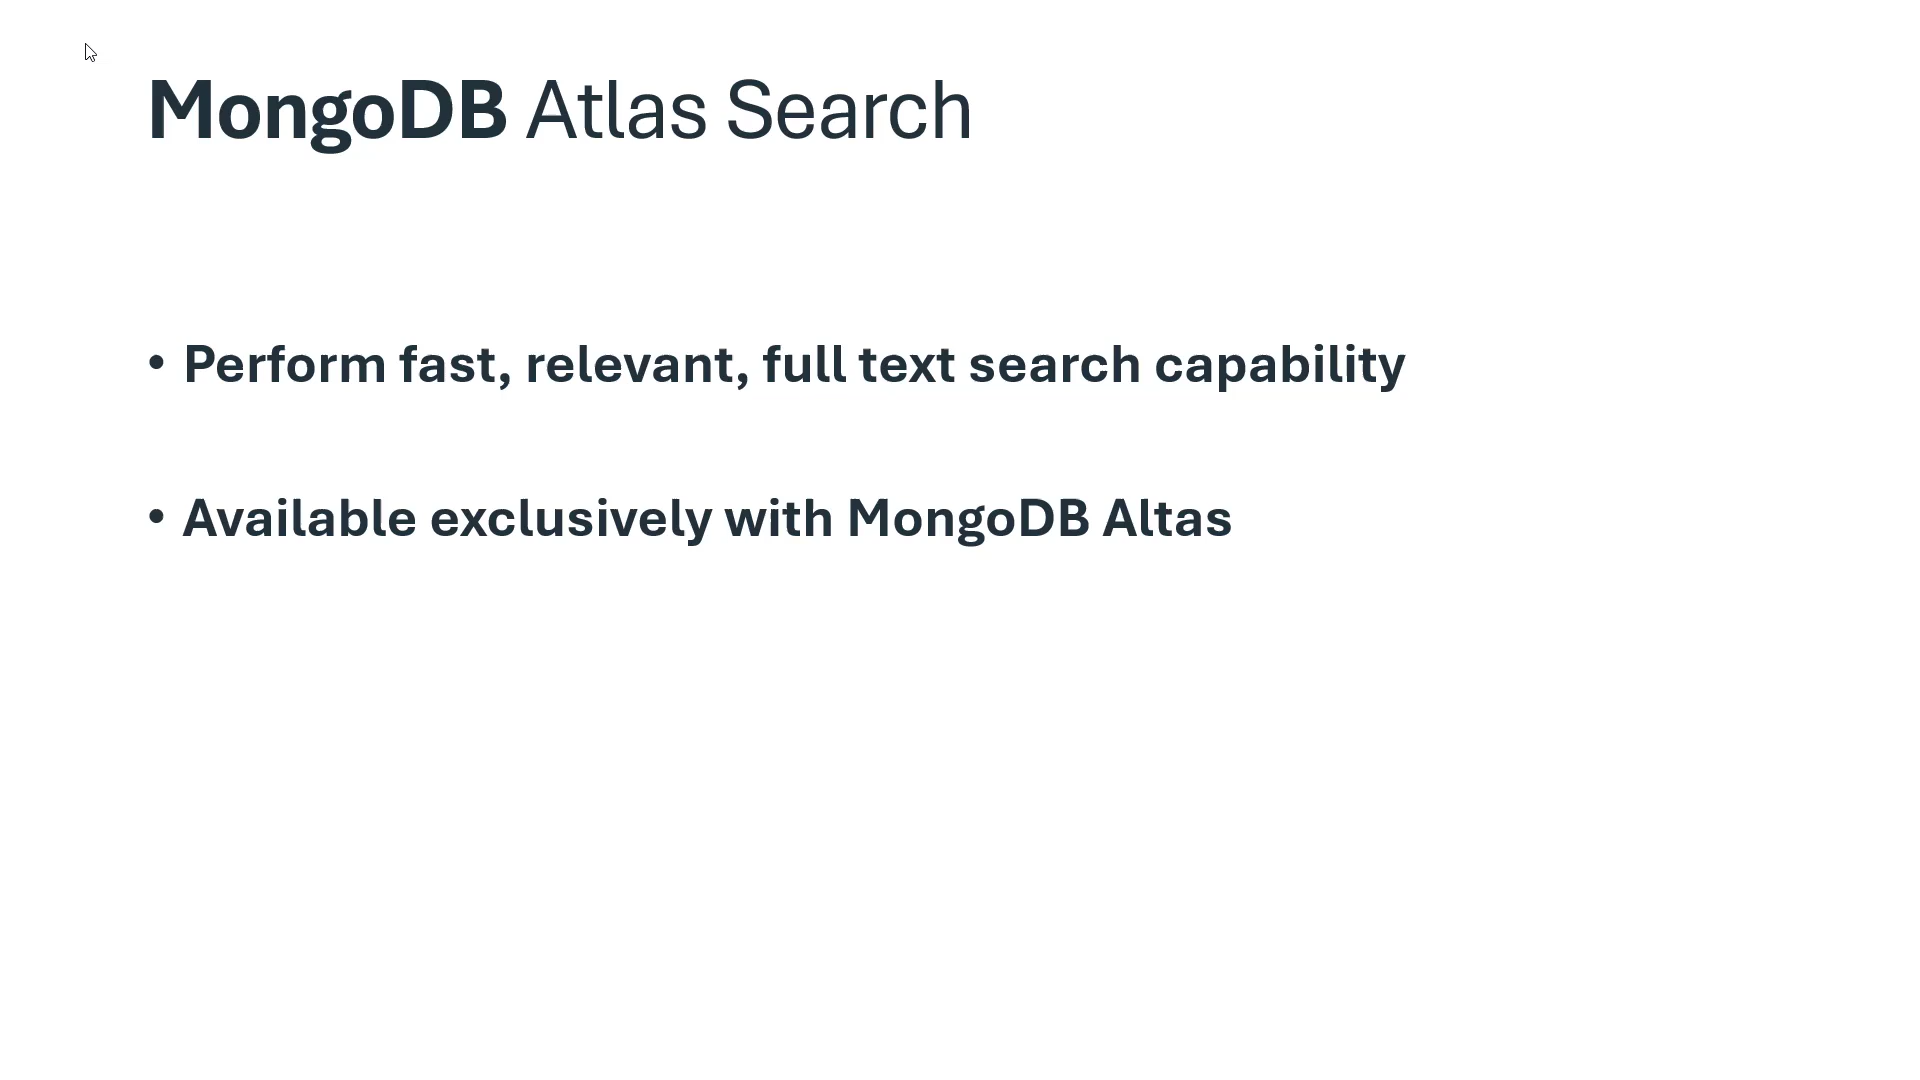 MongoDB Atlas Search
• Perform fast, relevant, full text search capability
• Available exclusively with MongoDB Altas